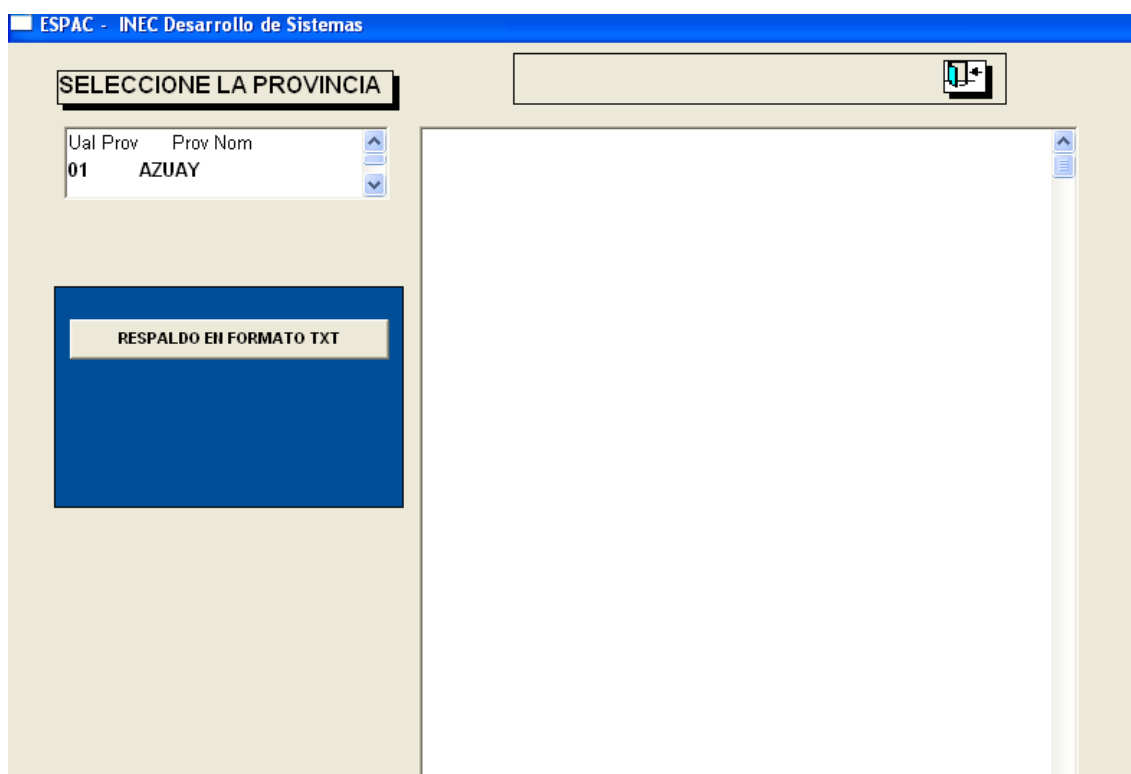 ESPAC - INEC Desarrollo de Sistemas
SELECCIONE LA PROVINCIA
Ual Prov Prov Nom
01 AZUAY
RESPALDO EN FORMATO TXT